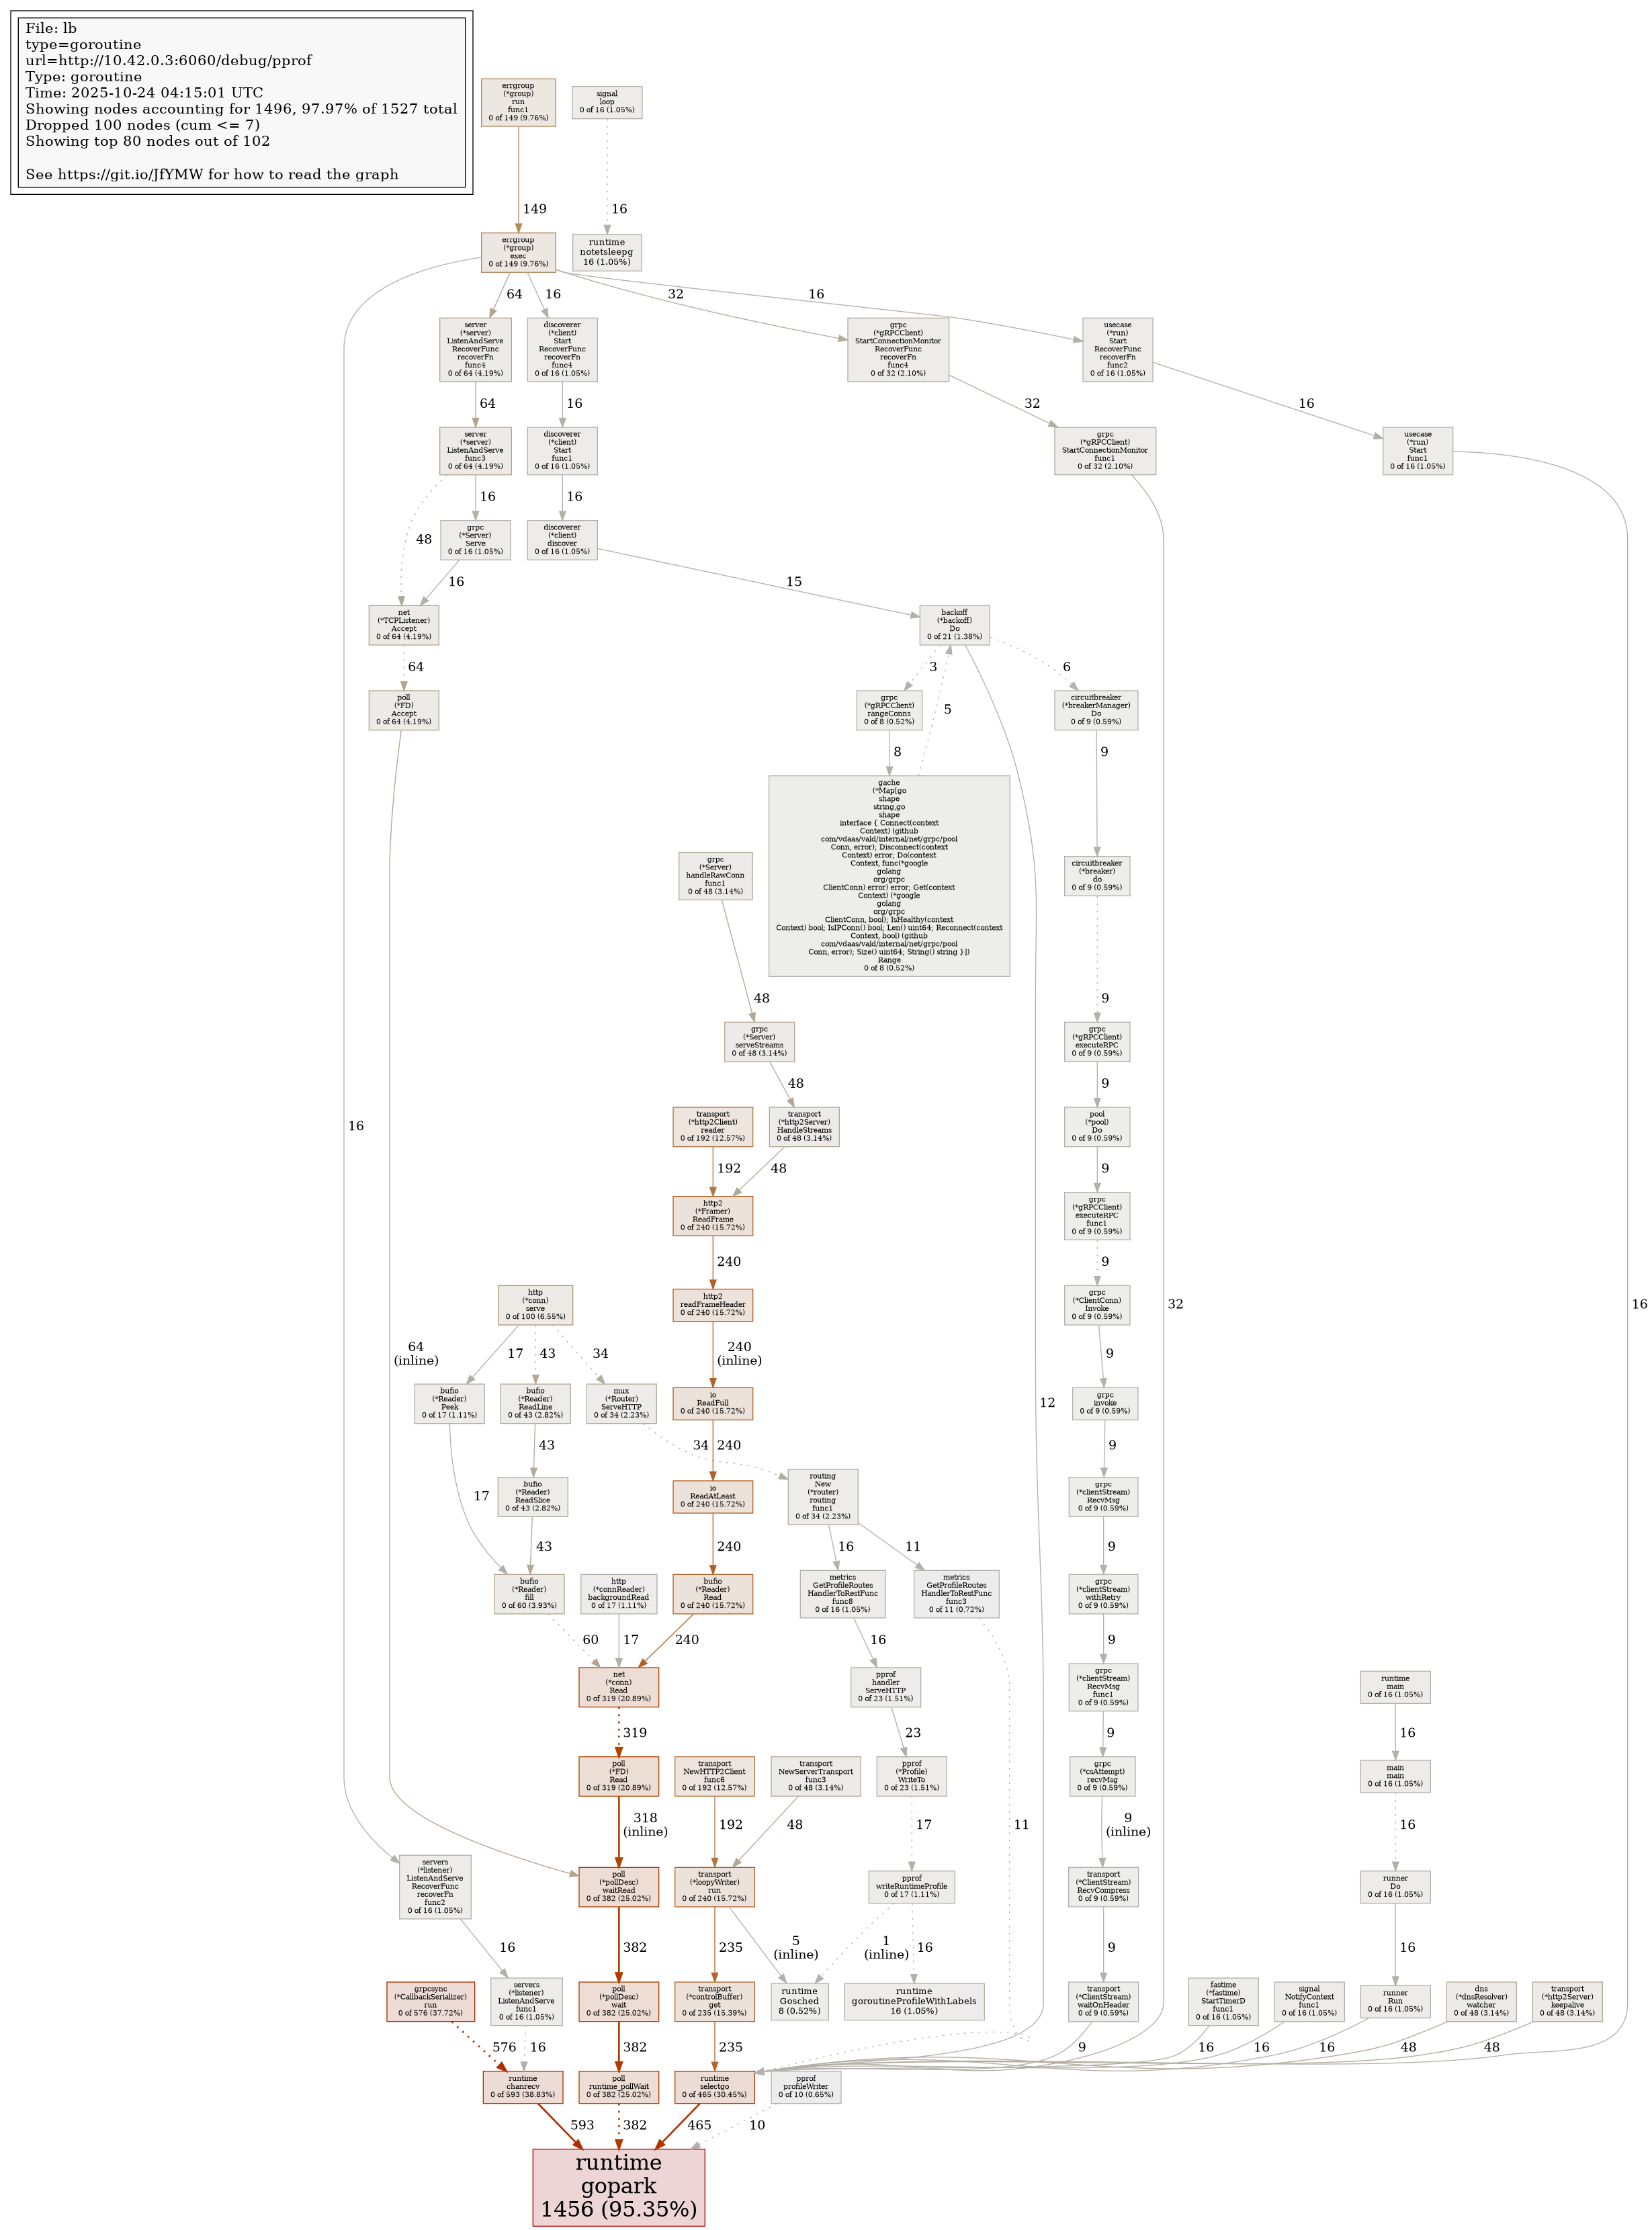 File: lb
type=goroutine
url=http://10.42.0.3:6060/debug/pprof
Type: goroutine
Time: 2025-10-24 04:15:01 UTC
Showing nodes accounting for 1496, 97.97% of 1527 total
Dropped 100 nodes (cum <= 7)
Showing top 80 nodes out of 102
See https://git.io/JfYMW for how to read the graph
errgroup
(*group)
run
func1
0 of 149 (9.76%)
signal
loop
0 of 16 (1.05%)
149
16
errgroup
(*group)
exec
0 of 149 (9.76%)
runtime
notetsleepg
16 (1.05%)
64
16
32
16
server
(*server)
ListenAndServe
RecoverFunc
recoverFn
func4
0 of 64 (4.19%)
discoverer
(*client)
Start
RecoverFunc
recoverFn
func4
0 of 16 (1.05%)
grpc
(*gRPCClient)
StartConnectionMonitor
RecoverFunc
recoverFn
func4
0 of 32 (2.10%)
usecase
(*run)
Start
RecoverFunc
recoverFn
func2
0 of 16 (1.05%)
64
16
32
16
server
(*server)
ListenAndServe
func3
0 of 64 (4.19%)
discoverer
(*client)
Start
func1
0 of 16 (1.05%)
grpc
(*gRPCClient)
StartConnectionMonitor
func1
0 of 32 (2.10%)
usecase
(*run)
Start
func1
0 of 16 (1.05%)
48
16
16
grpc
(*Server)
Serve
0 of 16 (1.05%)
discoverer
(*client)
discover
0 of 16 (1.05%)
16
15
net
(*TCPListener)
Accept
0 of 64 (4.19%)
backoff
(*backoff)
Do
0 of 21 (1.38%)
64
3
6
poll
(*FD)
Accept
0 of 64 (4.19%)
grpc
(*gRPCClient)
rangeConns
0 of 8 (0.52%)
5
circuitbreaker
(*breakerManager)
Do
0 of 9 (0.59%)
8
9
gache
(*Map[go
shape
string,go
shape
interface { Connect(context
Context) (github
com/vdaas/vald/internal/net/grpc/pool
Conn, error); Disconnect(context
Context) error; Do(context
Context, func(*google
golang
org/grpc
ClientConn) error) error; Get(context
Context) (*google
golang
org/grpc
ClientConn, bool); IsHealthy(context
Context) bool; IsIPConn() bool; Len() uint64; Reconnect(context
Context, bool) (github
com/vdaas/vald/internal/net/grpc/pool
Conn, error); Size() uint64; String() string }])
Range
0 of 8 (0.52%)
grpc
(*Server)
handleRawConn
func1
0 of 48 (3.14%)
circuitbreaker
(*breaker)
do
0 of 9 (0.59%)
48
9
grpc
(*Server)
serveStreams
0 of 48 (3.14%)
grpc
(*gRPCClient)
executeRPC
0 of 9 (0.59%)
48
9
16
transport
(*http2Client)
reader
0 of 192 (12.57%)
transport
(*http2Server)
HandleStreams
0 of 48 (3.14%)
pool
(*pool)
Do
0 of 9 (0.59%)
192
48
9
http2
(*Framer)
ReadFrame
0 of 240 (15.72%)
grpc
(*gRPCClient)
executeRPC
func1
0 of 9 (0.59%)
240
9
http
(*conn)
serve
0 of 100 (6.55%)
http2
readFrameHeader
0 of 240 (15.72%)
grpc
(*ClientConn)
Invoke
0 of 9 (0.59%)
32
16
64
(inline)
17
43
34
240
(inline)
9
bufio
(*Reader)
Peek
0 of 17 (1.11%)
bufio
(*Reader)
ReadLine
0 of 43 (2.82%)
mux
(*Router)
ServeHTTP
0 of 34 (2.23%)
io
ReadFull
0 of 240 (15.72%)
12
grpc
invoke
0 of 9 (0.59%)
43
34
240
9
17
bufio
(*Reader)
ReadSlice
0 of 43 (2.82%)
io
ReadAtLeast
0 of 240 (15.72%)
routing
New
(*router)
routing
func1
0 of 34 (2.23%)
grpc
(*clientStream)
RecvMsg
0 of 9 (0.59%)
43
240
16
11
9
bufio
(*Reader)
fill
0 of 60 (3.93%)
http
(*connReader)
backgroundRead
0 of 17 (1.11%)
bufio
(*Reader)
Read
0 of 240 (15.72%)
metrics
GetProfileRoutes
HandlerToRestFunc
func8
0 of 16 (1.05%)
metrics
GetProfileRoutes
HandlerToRestFunc
func3
0 of 11 (0.72%)
grpc
(*clientStream)
withRetry
0 of 9 (0.59%)
60
17
240
16
9
net
(*conn)
Read
0 of 319 (20.89%)
pprof
handler
ServeHTTP
0 of 23 (1.51%)
grpc
(*clientStream)
RecvMsg
func1
0 of 9 (0.59%)
runtime
main
0 of 16 (1.05%)
319
23
9
16
poll
(*FD)
Read
0 of 319 (20.89%)
transport
NewHTTP2Client
func6
0 of 192 (12.57%)
transport
NewServerTransport
func3
0 of 48 (3.14%)
pprof
(*Profile)
WriteTo
0 of 23 (1.51%)
grpc
(*csAttempt)
recvMsg
0 of 9 (0.59%)
main
main
0 of 16 (1.05%)
318
(inline)
192
48
17
11
9
(inline)
16
servers
(*listener)
ListenAndServe
RecoverFunc
recoverFn
func2
0 of 16 (1.05%)
poll
(*pollDesc)
waitRead
0 of 382 (25.02%)
transport
(*loopyWriter)
run
0 of 240 (15.72%)
pprof
writeRuntimeProfile
0 of 17 (1.11%)
transport
(*ClientStream)
RecvCompress
0 of 9 (0.59%)
runner
Do
0 of 16 (1.05%)
16
382
235
5
(inline)
1
(inline)
16
9
16
grpcsync
(*CallbackSerializer)
run
0 of 576 (37.72%)
servers
(*listener)
ListenAndServe
func1
0 of 16 (1.05%)
poll
(*pollDesc)
wait
0 of 382 (25.02%)
transport
(*controlBuffer)
get
0 of 235 (15.39%)
runtime
Gosched
8 (0.52%)
runtime
goroutineProfileWithLabels
16 (1.05%)
transport
(*ClientStream)
waitOnHeader
0 of 9 (0.59%)
fastime
(*fastime)
StartTimerD
func1
0 of 16 (1.05%)
signal
NotifyContext
func1
0 of 16 (1.05%)
runner
Run
0 of 16 (1.05%)
dns
(*dnsResolver)
watcher
0 of 48 (3.14%)
transport
(*http2Server)
keepalive
0 of 48 (3.14%)
576
16
382
235
9
16
16
16
48
48
runtime
chanrecv
0 of 593 (38.83%)
poll
runtime_pollWait
0 of 382 (25.02%)
runtime
selectgo
0 of 465 (30.45%)
pprof
profileWriter
0 of 10 (0.65%)
593
382
465
10
runtime
gopark
1456 (95.35%)